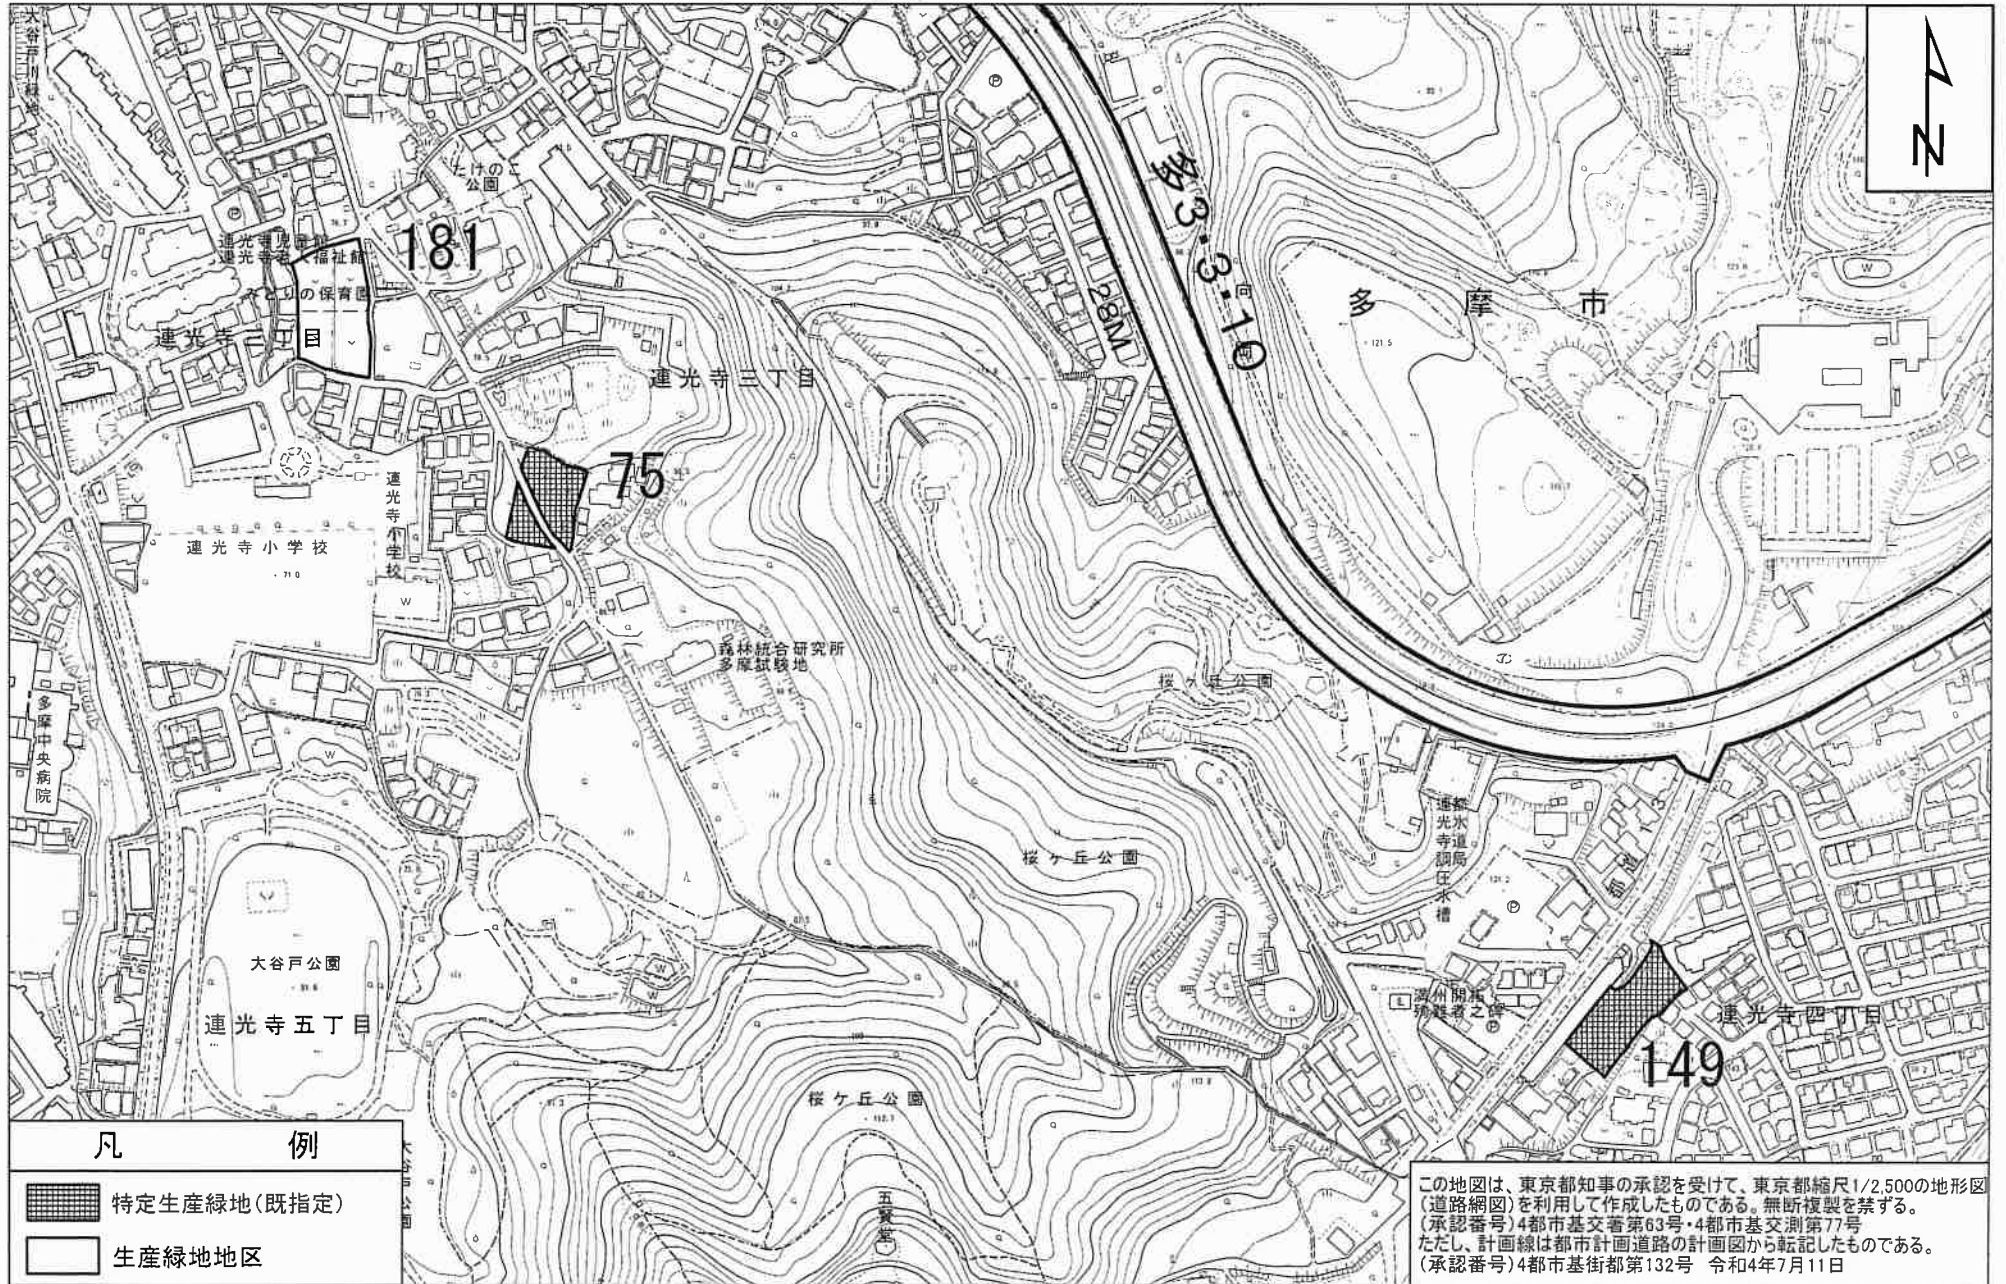 大谷戸川緑地
N
たけのこ
公園
181
連光寺児童館
連光寺老人福祉館
みどりの保育園
連光寺二丁目
多3・3・10
28M
向
多摩市
121.5
連光寺三丁目
75
連光寺小学校
連光寺小学校
71.0
W
W
森林総合研究所
多摩試験地
桜ヶ丘公園
多摩中央病院
W
都水道局
連光寺調圧水槽
桜ヶ丘公園
121.2
P
大谷戸公園
連光寺五丁目
満州開拓
殉難者之碑
P
連光寺四丁目
149
桜ケ丘公園
大谷戸公園
五賢堂
凡例
特定生産緑地(既指定)
生産緑地地区
この地図は、東京都知事の承認を受けて、東京都縮尺1/2,500の地形図
(道路網図)を利用して作成したものである。無断複製を禁ずる。
(承認番号)4都市基交著第63号・4都市基交測第77号
ただし、計画線は都市計画道路の計画図から転記したものである。
(承認番号)4都市基街都第132号 令和4年7月11日